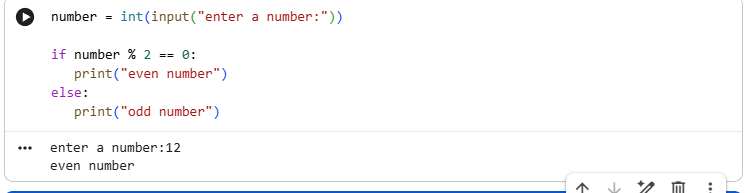 number = int(input("enter a number:"))
if number % 2 == 0:
print("even number")
else:
print("odd number")
enter a number:12
even number